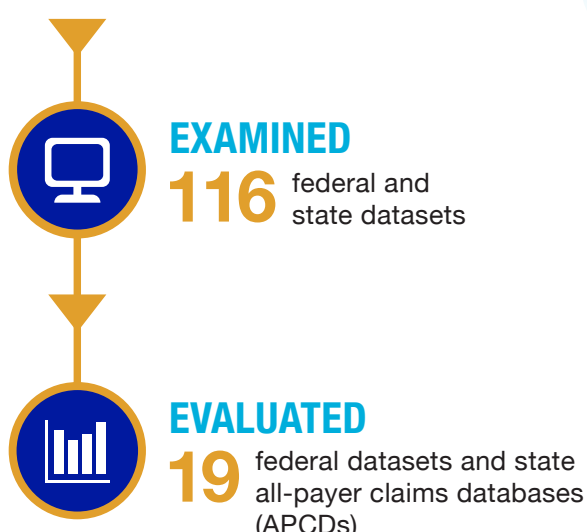 EXAMINED
116 federal and
state datasets
EVALUATED
19 federal datasets and state
all-payer claims databases
(APCDs)